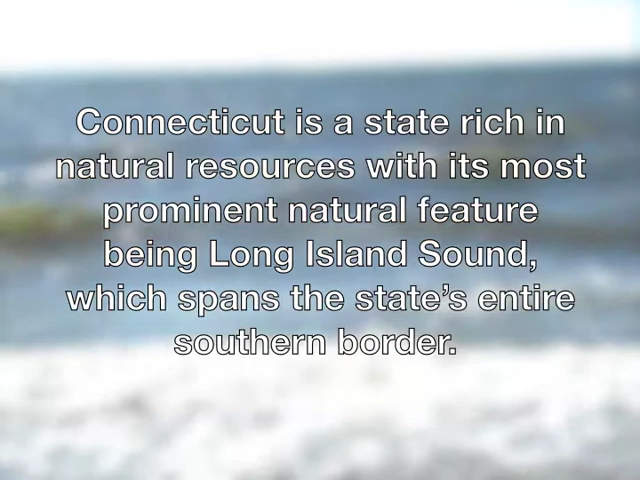 Connecticut is a state rich in
natural resources with its most
prominent natural feature
being Long Island Sound,
which spans the state’s entire
southern border.